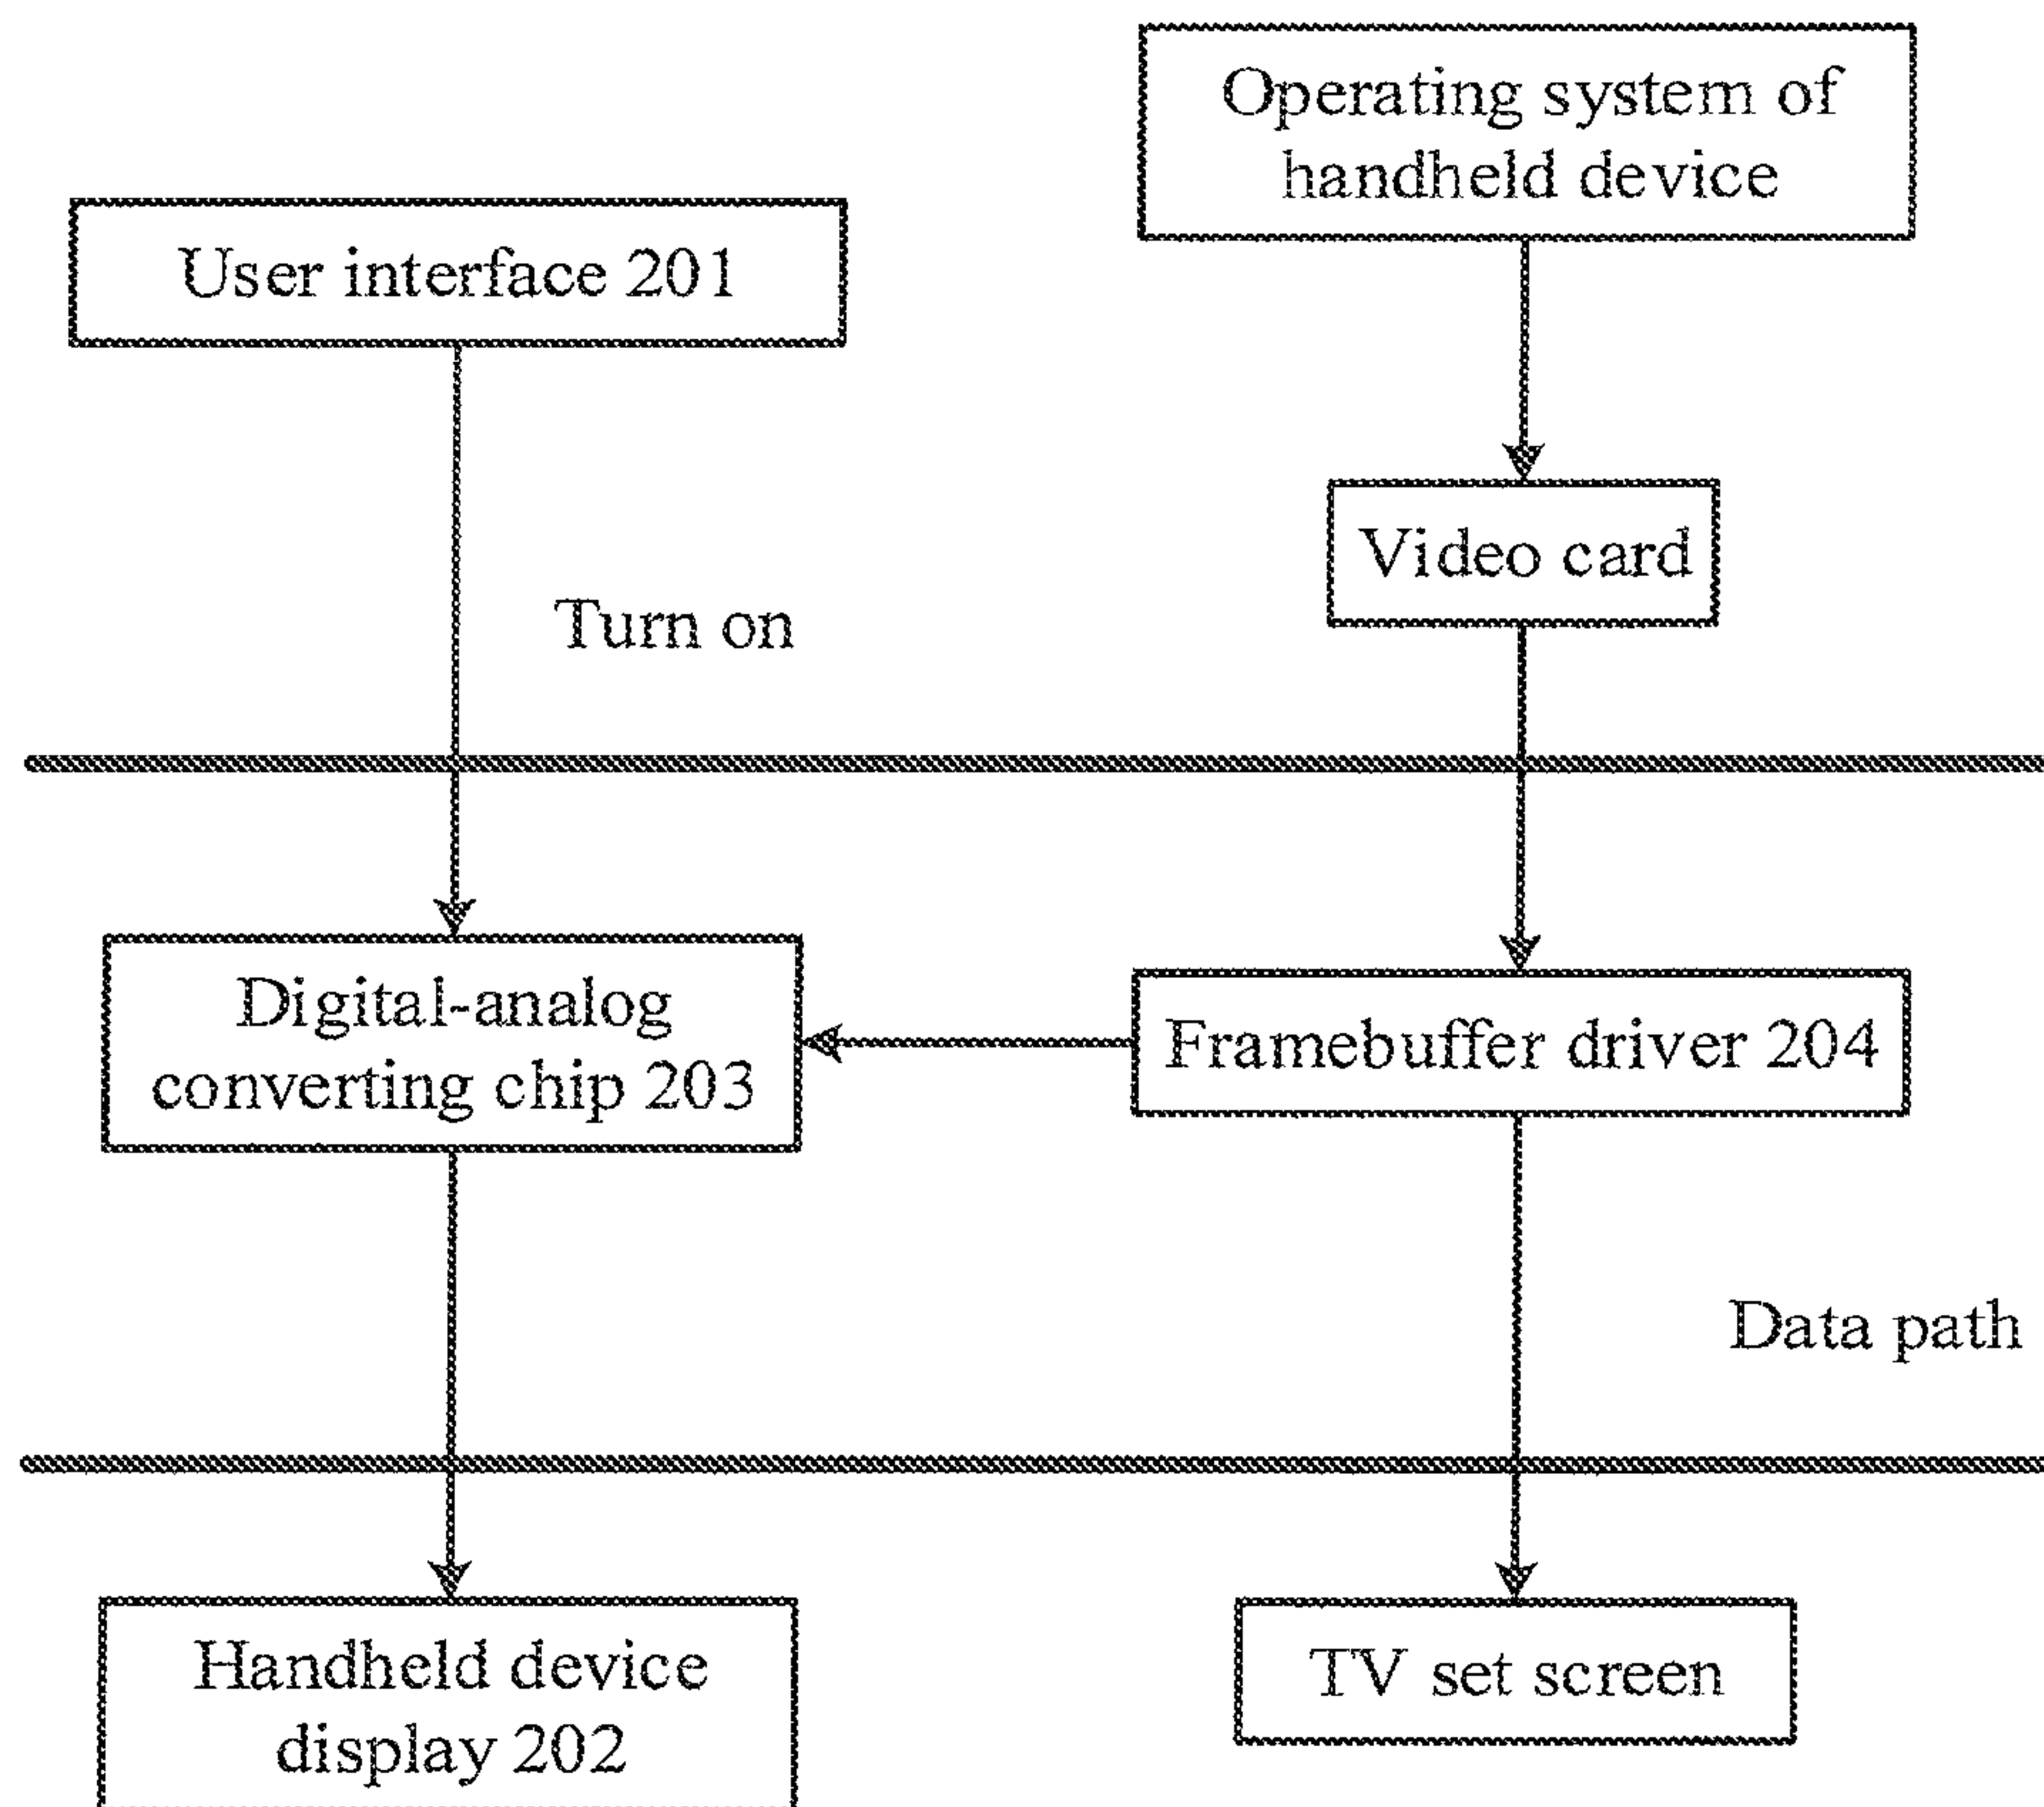 Operating system of
handheld device
User interface 201
Video card
Turn on
Digital-analog
converting chip 203
Framebuffer driver 204
Data path
Handheld device
display 202
TV set screen